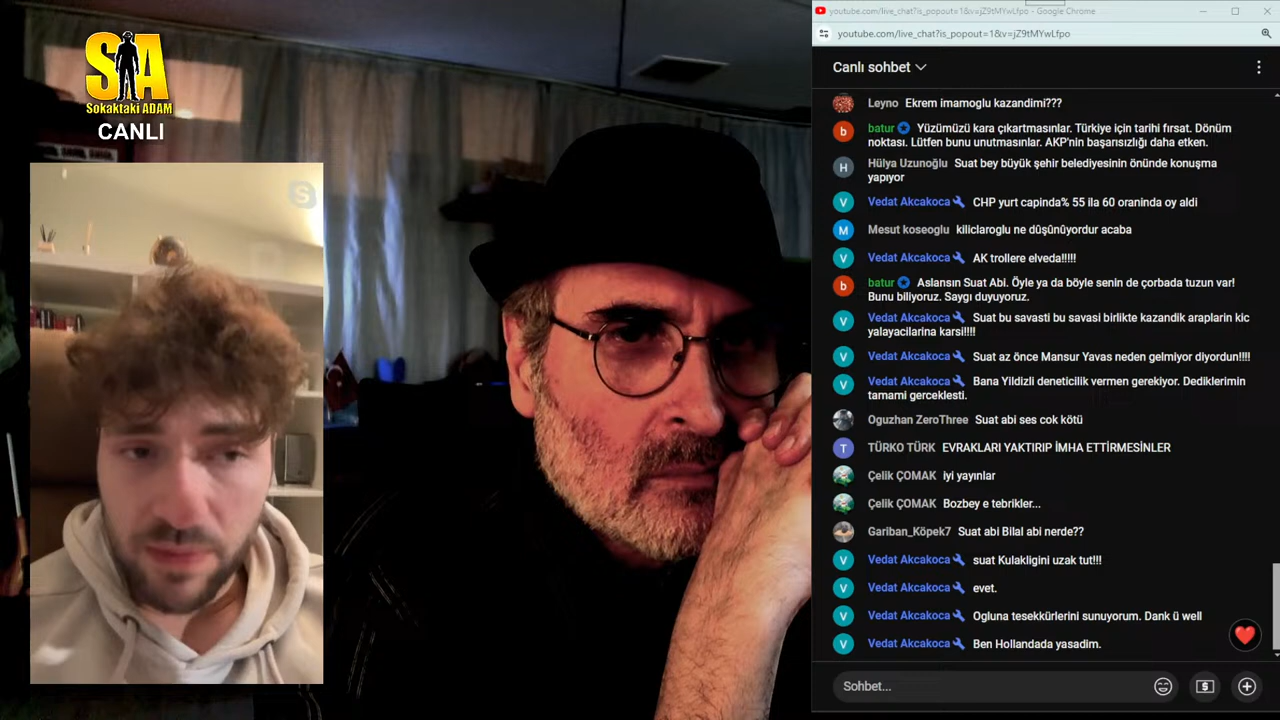 SA
Sokaktaki ADAM
CANLI
youtube.com/live_chat?is_popout=1&v=jZ9tMYwLfpo - Google Chrome
youtube.com/live_chat?is_popout=1&v=jZ9tMYwLfpo
Canlı sohbet
Leyno Ekrem imamoglu kazandimi???
batur Yüzümüzü kara çıkartmasınlar. Türkiye için tarihi fırsat. Dönüm
noktası. Lütfen bunu unutmasınlar. AKP'nin başarısızlığı daha etken.
Hülya Uzunoğlu Suat bey büyük şehir belediyesinin önünde konuşma
yapıyor
Vedat Akcakoca CHP yurt capinda% 55 ila 60 oraninda oy aldi
Mesut koseoglu kiliclaroglu ne düşünüyordur acaba
Vedat Akcakoca AK trollere elveda!!!!!
batur Aslansın Suat Abi. Öyle ya da böyle senin de çorbada tuzun var!
Bunu biliyoruz. Saygı duyuyoruz.
Vedat Akcakoca Suat bu savasti bu savasi birlikte kazandik araplarin kic
yalayacilarina karsi!!!!
Vedat Akcakoca Suat az önce Mansur Yavas neden gelmiyor diyordun!!!!
Vedat Akcakoca Bana Yildizli deneticilik vermen gerekiyor. Dediklerimin
tamami gerceklesti.
Oguzhan ZeroThree Suat abi ses cok kötü
TÜRKO TÜRK EVRAKLARI YAKTIRIP İMHA ETTİRMESİNLER
Çelik ÇOMAK iyi yayınlar
Çelik ÇOMAK Bozbey e tebrikler...
Gariban_Köpek7 Suat abi Bilal abi nerde??
Vedat Akcakoca suat Kulakligini uzak tut!!!
Vedat Akcakoca evet.
Vedat Akcakoca Ogluna tesekkürlerini sunuyorum. Dank ü well
Vedat Akcakoca Ben Hollandada yasadim.
Sohbet...